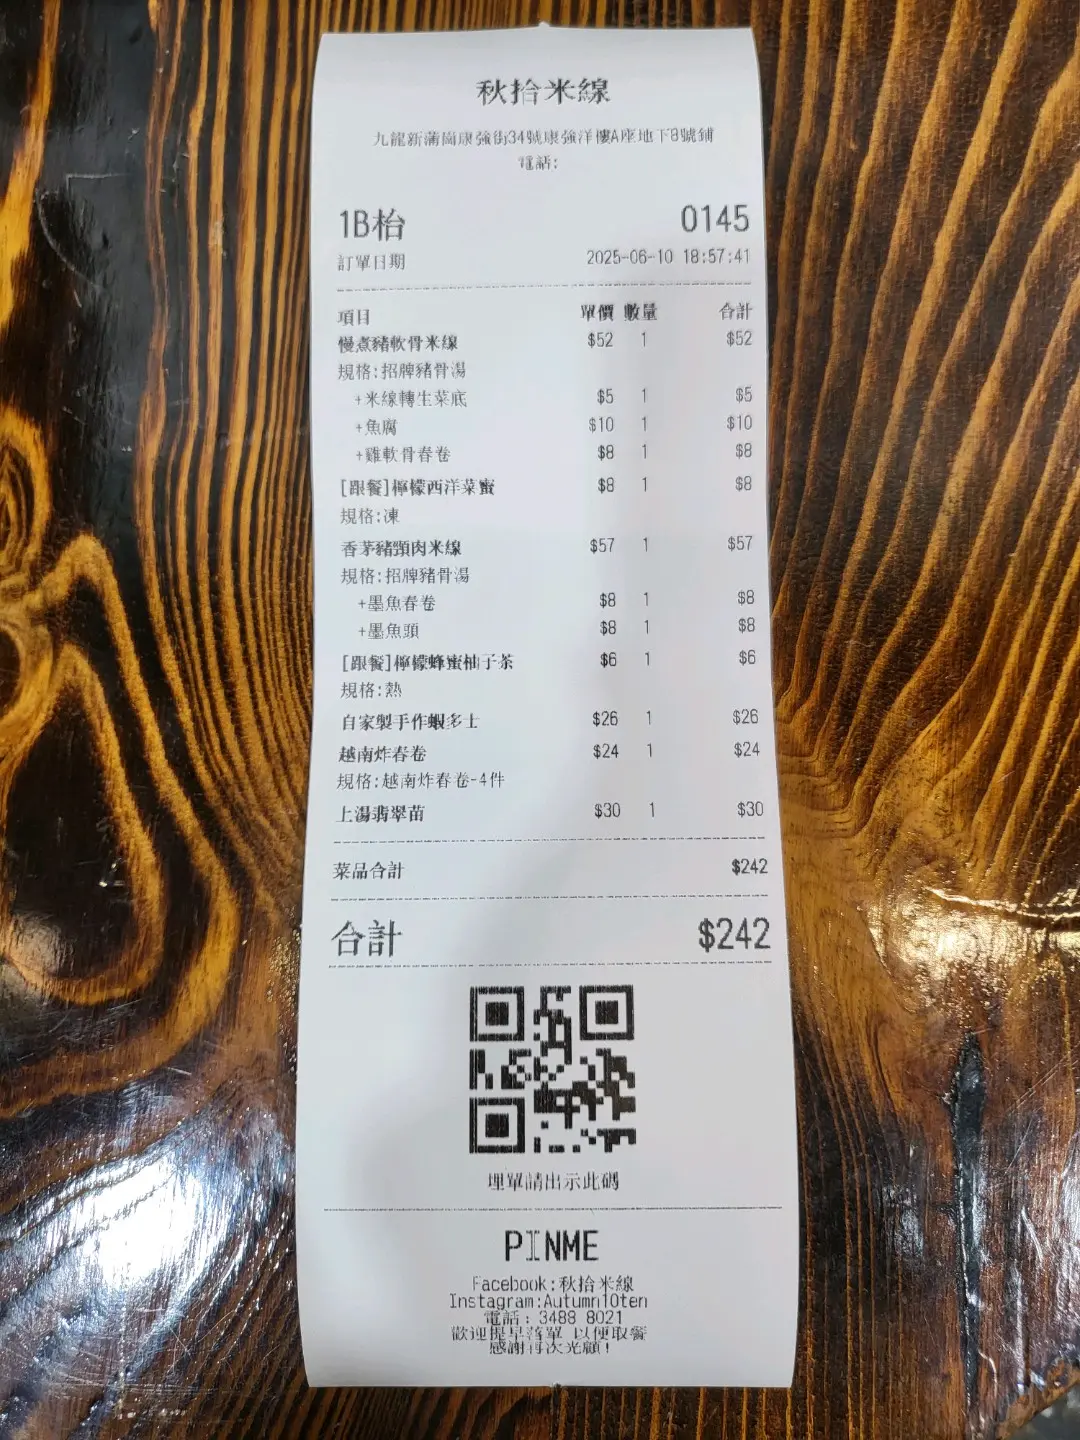 秋拾米線
九龍新蒲崗康強街34號康強洋樓A座地下8號鋪
電話:
1B枱 0145
訂單日期 2025-06-10 18:57:41
項目 單價 數量 合計
慢煮豬軟骨米線 $52 1 $52
規格:招牌豬骨湯
+米線轉生菜底 $5 1 $5
+魚腐 $10 1 $10
+雞軟骨春卷 $8 1 $8
[跟餐]檸檬西洋菜蜜 $8 1 $8
規格:凍
香茅豬頸肉米線 $57 1 $57
規格:招牌豬骨湯
+墨魚春卷 $8 1 $8
+墨魚頭 $8 1 $8
[跟餐]檸檬蜂蜜柚子茶 $6 1 $6
規格:熱
自家製手作蝦多士 $26 1 $26
越南炸春卷 $24 1 $24
規格:越南炸春卷-4件
上湯翡翠苗 $30 1 $30
菜品合計 $242
合計 $242
埋單請出示此碼
PINME
Facebook:秋拾米線
Instagram:Autumn10ten
電話:3488 8021
歡迎提早落單 以便取餐
感謝再次光顧!